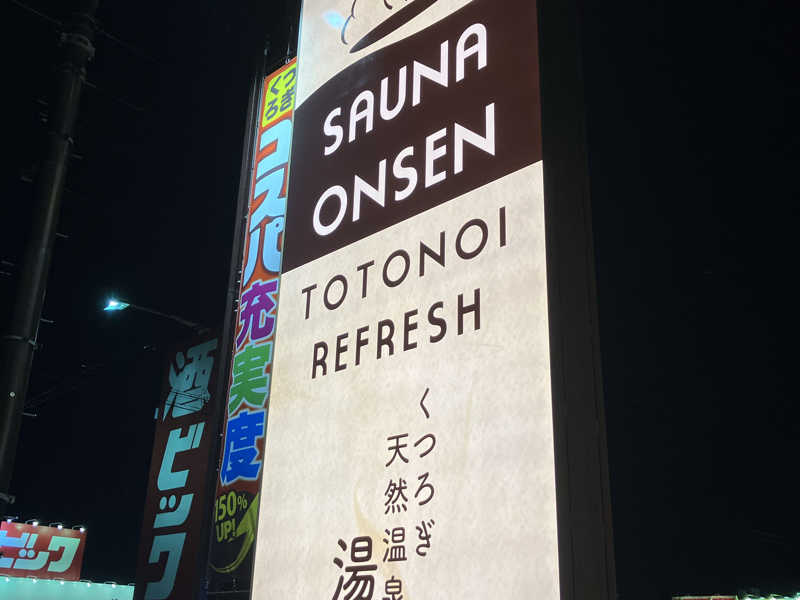 SAUNA
ONSEN
TOTONOI
REFRESH
くつろぎ
天然温泉
湯
くつろぎ
コスパ充実度
150%
UP!
酒ビック
ビック